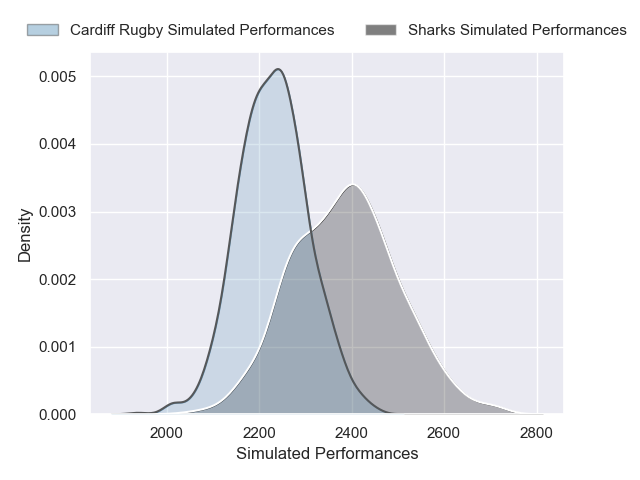 Cardiff Rugby Simulated Performances
Sharks Simulated Performances
0.005
0.004
0.003
0.002
0.001
0.000
Density
2000
2200
2400
2600
2800
Simulated Performances